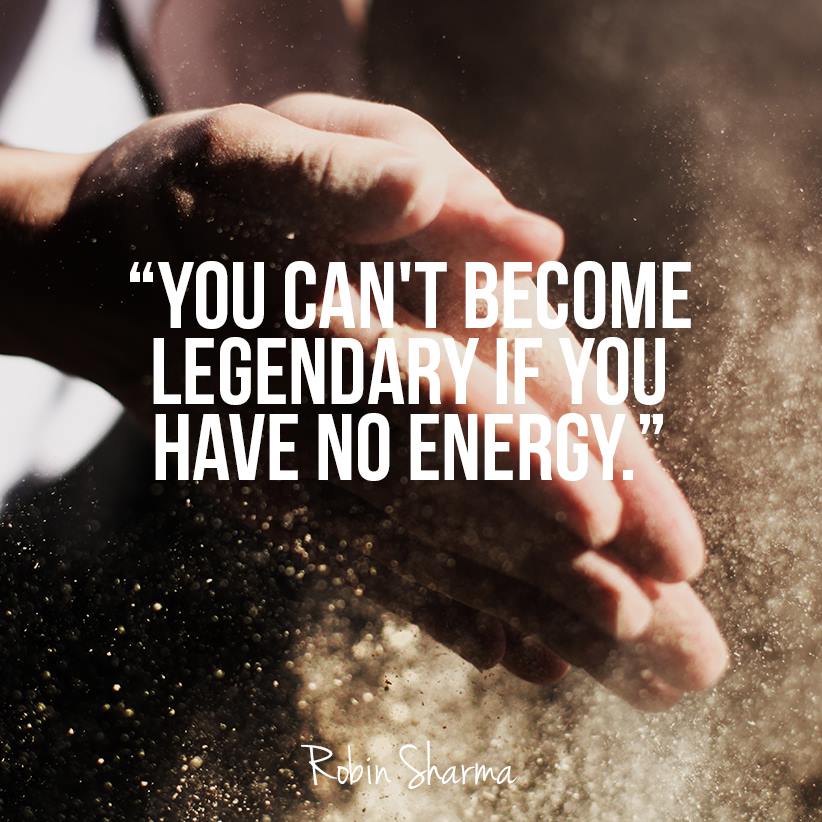 “YOU CAN'T BECOME
LEGENDARY IF YOU
HAVE NO ENERGY.”
Robin Sharma